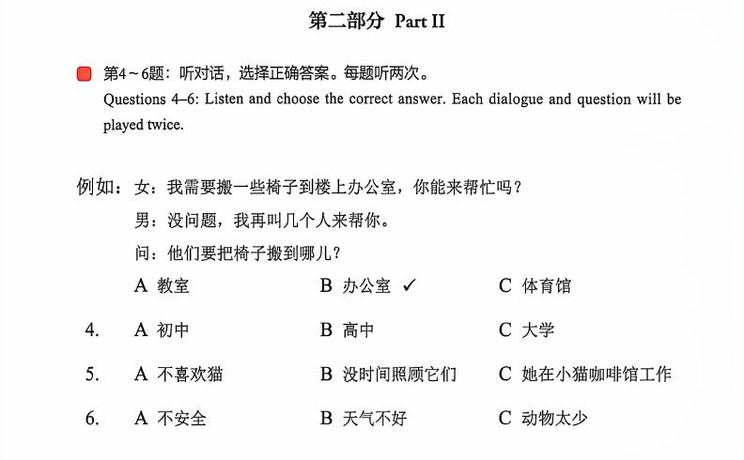 第二部分 Part II
第4~6题：听对话，选择正确答案。每题听两次。
Questions 4–6: Listen and choose the correct answer. Each dialogue and question will be
played twice.
例如：女：我需要搬一些椅子到楼上办公室，你能来帮忙吗？
男：没问题，我再叫几个人来帮你。
问：他们要把椅子搬到哪儿？
A 教室 B 办公室 ✓ C 体育馆
4. A 初中 B 高中 C 大学
5. A 不喜欢猫 B 没时间照顾它们 C 她在小猫咖啡馆工作
6. A 不安全 B 天气不好 C 动物太少